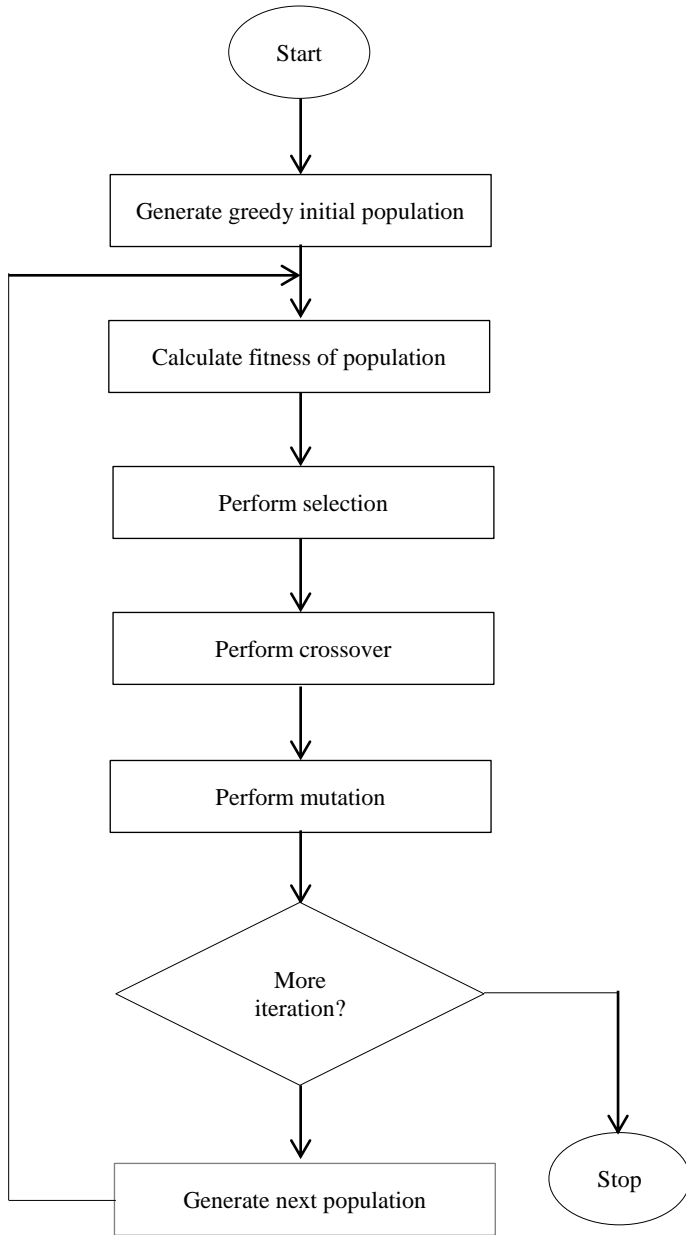 Start
Generate greedy initial population
Calculate fitness of population
Perform selection
Perform crossover
Perform mutation
More
iteration?
Generate next population
Stop